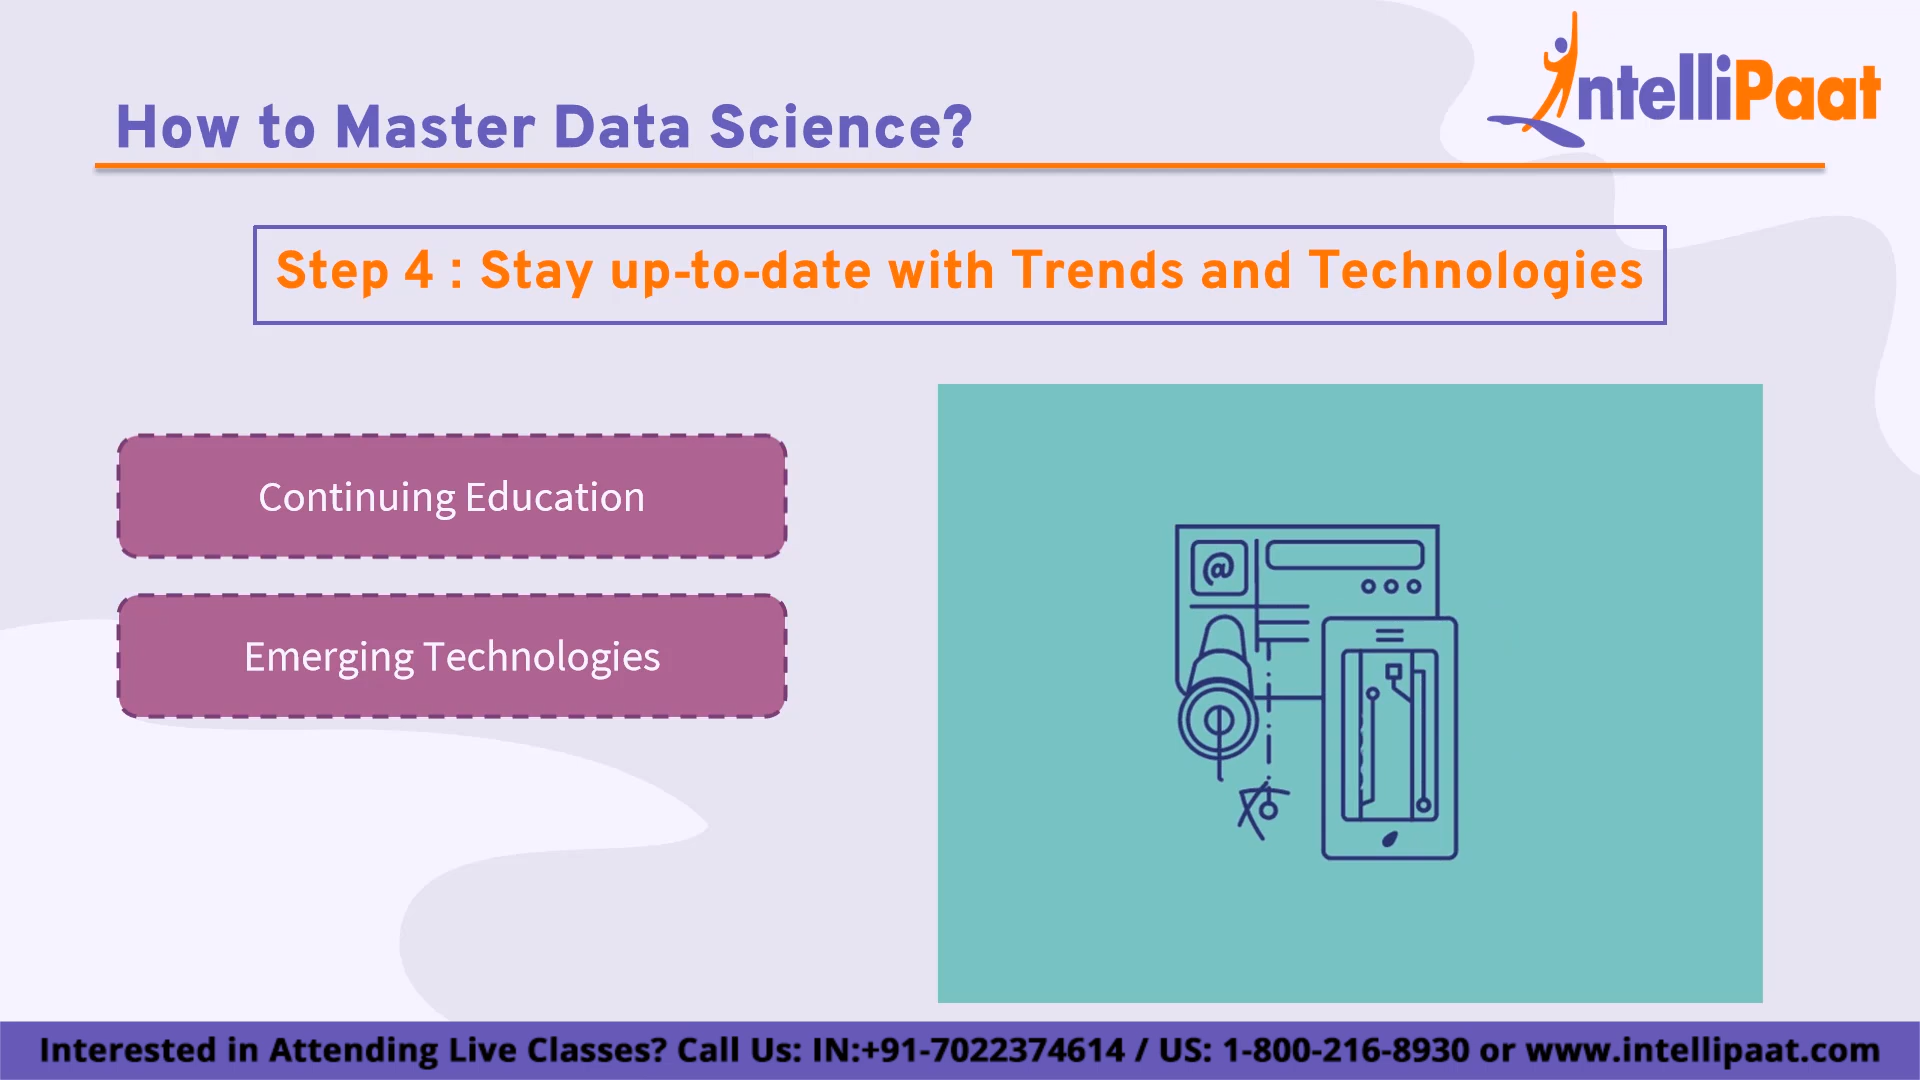 IntelliPaat
How to Master Data Science?
Step 4 : Stay up-to-date with Trends and Technologies
Continuing Education
Emerging Technologies
@
Interested in Attending Live Classes? Call Us: IN:+91-7022374614 / US: 1-800-216-8930 or www.intellipaat.com